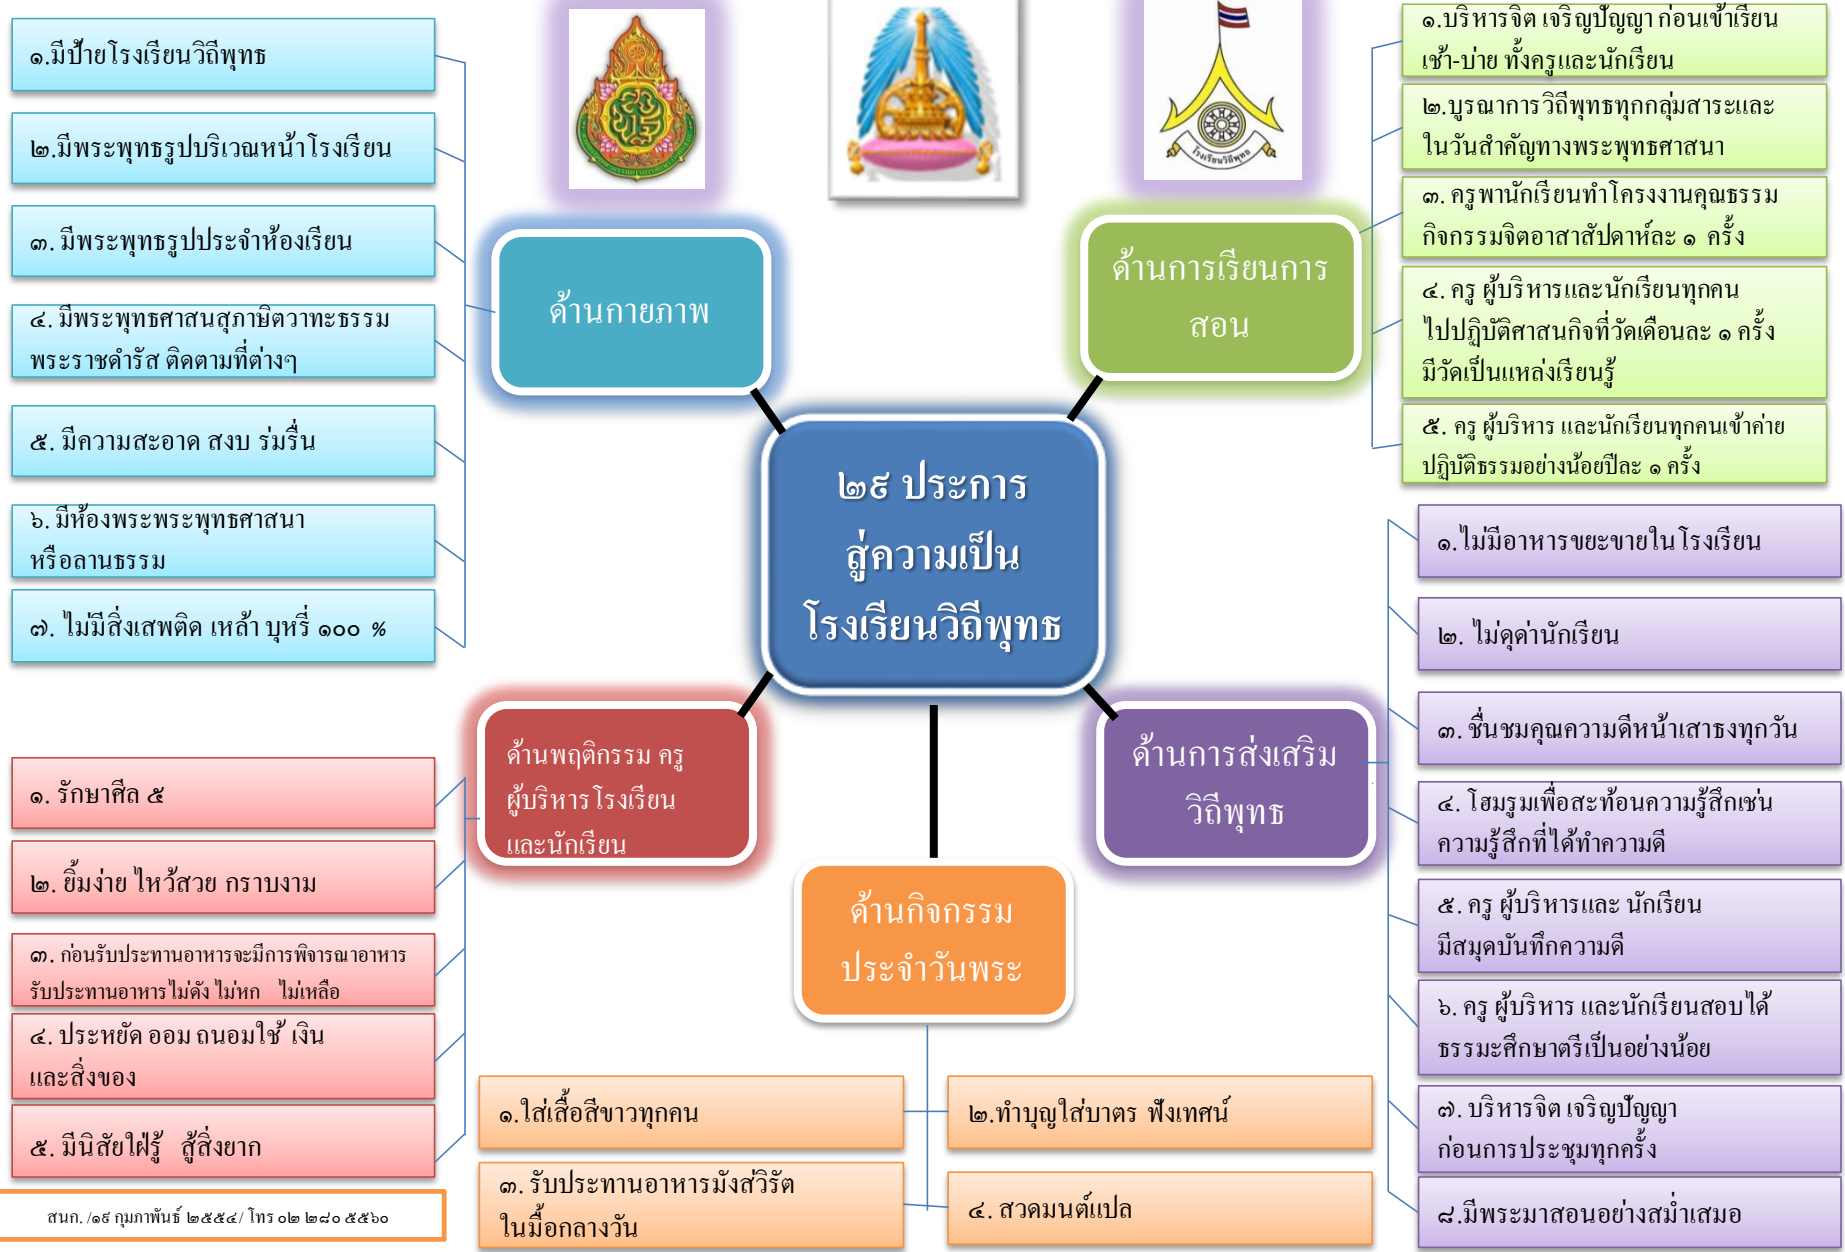 ๑.มีป้ายโรงเรียนวิถีพุทธ
๒.มีพระพุทธรูปบริเวณหน้าโรงเรียน
๓. มีพระพุทธรูปประจำห้องเรียน
๔. มีพระพุทธศาสนสุภาษิตวาทะธรรม
พระราชดำรัส ติดตามที่ต่างๆ
๕. มีความสะอาด สงบ ร่มรื่น
๖. มีห้องพระพระพุทธศาสนา
หรือลานธรรม
๗. ไม่มีสิ่งเสพติด เหล้า บุหรี่ ๑๐๐ %
ด้านกายภาพ
โรงเรียนวิถีพุทธ
ด้านการเรียนการ
สอน
๑.บริหารจิต เจริญปัญญา ก่อนเข้าเรียน
เช้า-บ่าย ทั้งครูและนักเรียน
๒.บูรณาการวิถีพุทธทุกกลุ่มสาระและ
ในวันสำคัญทางพระพุทธศาสนา
๓. ครูพานักเรียนทำโครงงานคุณธรรม
กิจกรรมจิตอาสาสัปดาห์ละ ๑ ครั้ง
๔. ครู ผู้บริหารและนักเรียนทุกคน
ไปปฏิบัติศาสนกิจที่วัดเดือนละ ๑ ครั้ง
มีวัดเป็นแหล่งเรียนรู้
๕. ครู ผู้บริหาร และนักเรียนทุกคนเข้าค่าย
ปฏิบัติธรรมอย่างน้อยปีละ ๑ ครั้ง
๒๙ ประการ
สู่ความเป็น
โรงเรียนวิถีพุทธ
ด้านพฤติกรรม ครู
ผู้บริหารโรงเรียน
และนักเรียน
๑. รักษาศีล ๕
๒. ยิ้มง่าย ไหว้สวย กราบงาม
๓. ก่อนรับประทานอาหารจะมีการพิจารณาอาหาร
รับประทานอาหารไม่ดัง ไม่หก ไม่เหลือ
๔. ประหยัด ออม ถนอมใช้ เงิน
และสิ่งของ
๕. มีนิสัยใฝ่รู้ สู้สิ่งยาก
ด้านกิจกรรม
ประจำวันพระ
๑.ใส่เสื้อสีขาวทุกคน
๒.ทำบุญใส่บาตร ฟังเทศน์
๓. รับประทานอาหารมังสวิรัติ
ในมื้อกลางวัน
๔. สวดมนต์แปล
ด้านการส่งเสริม
วิถีพุทธ
๑.ไม่มีอาหารขยะขายในโรงเรียน
๒. ไม่ดุด่านักเรียน
๓. ชื่นชมคุณความดีหน้าเสาธงทุกวัน
๔. โฮมรูมเพื่อสะท้อนความรู้สึกเช่น
ความรู้สึกที่ได้ทำความดี
๕. ครู ผู้บริหารและ นักเรียน
มีสมุดบันทึกความดี
๖. ครู ผู้บริหาร และนักเรียนสอบได้
ธรรมะศึกษาตรีเป็นอย่างน้อย
๗. บริหารจิต เจริญปัญญา
ก่อนการประชุมทุกครั้ง
๘.มีพระมาสอนอย่างสม่ำเสมอ
สนก. /๑๙ กุมภาพันธ์ ๒๕๕๔/ โทร ๐๒ ๒๘๐ ๕๕๖๐